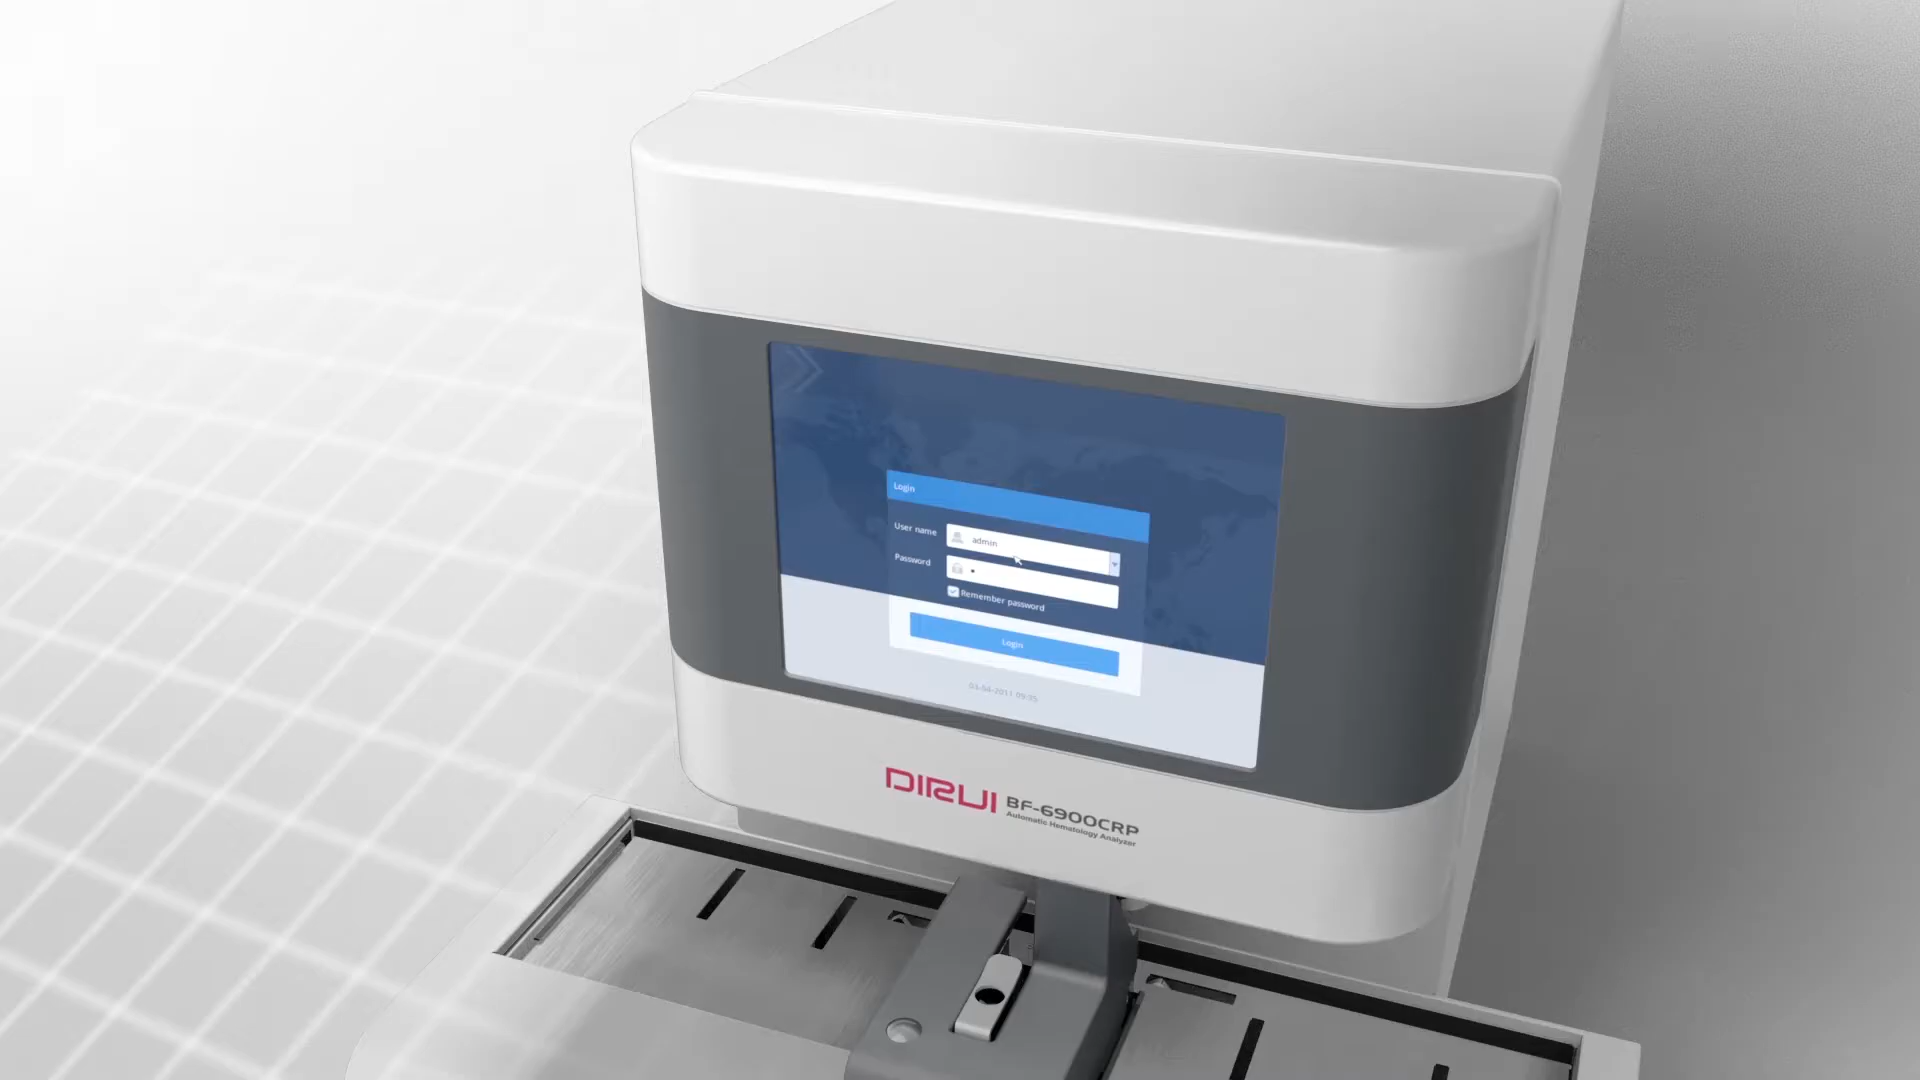 Login
User name
admin
Password
Remember password
Login
DIRUI BF-6900CRP
Automatic Hematology Analyzer